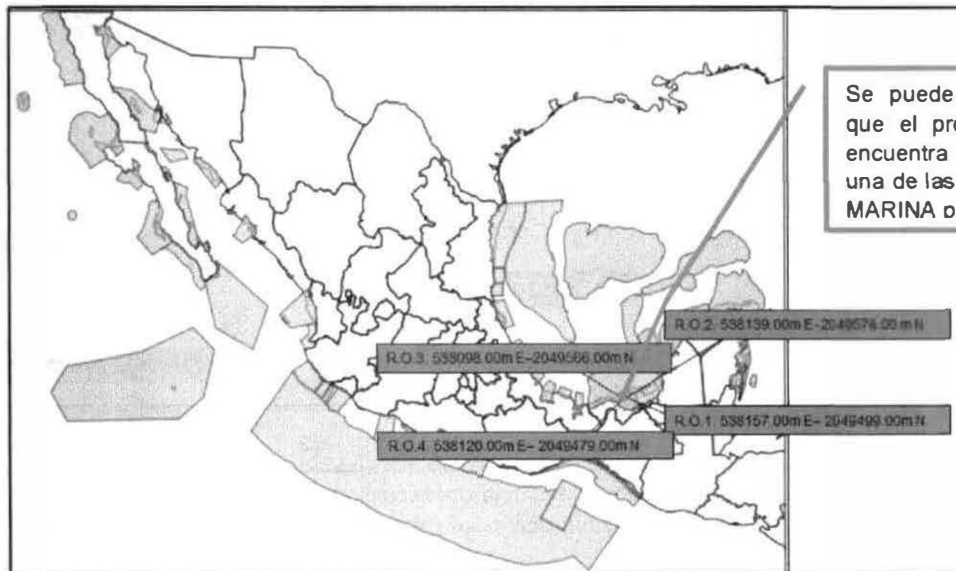 Se puede
que el pro
encuentra
una de las
MARINA p
R.O.2. 538139.00m E-2049576.00 m N
R.O.3. 538098.00m E-2049566.00m N
R.O.1. 538157.00m E- 2049499.00m N
R.O.4. 538120.00m E- 2049479.00m N